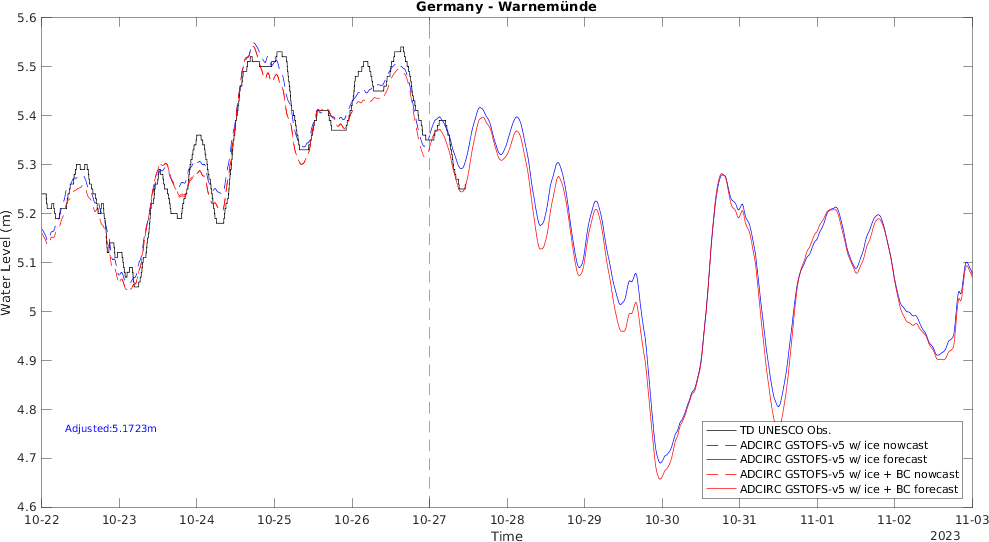 Germany - Warnemünde
5.6
5.5
5.4
5.3
5.2
5.1
5
4.9
4.8
4.7
4.6
Water Level (m)
Adjusted:5.1723m
TD UNESCO Obs.
ADCIRC GSTOFS-v5 w/ ice nowcast
ADCIRC GSTOFS-v5 w/ ice forecast
ADCIRC GSTOFS-v5 w/ ice + BC nowcast
ADCIRC GSTOFS-v5 w/ ice + BC forecast
10-22 10-23 10-24 10-25 10-26 10-27 10-28 10-29 10-30 10-31 11-01 11-02 11-03
Time
2023